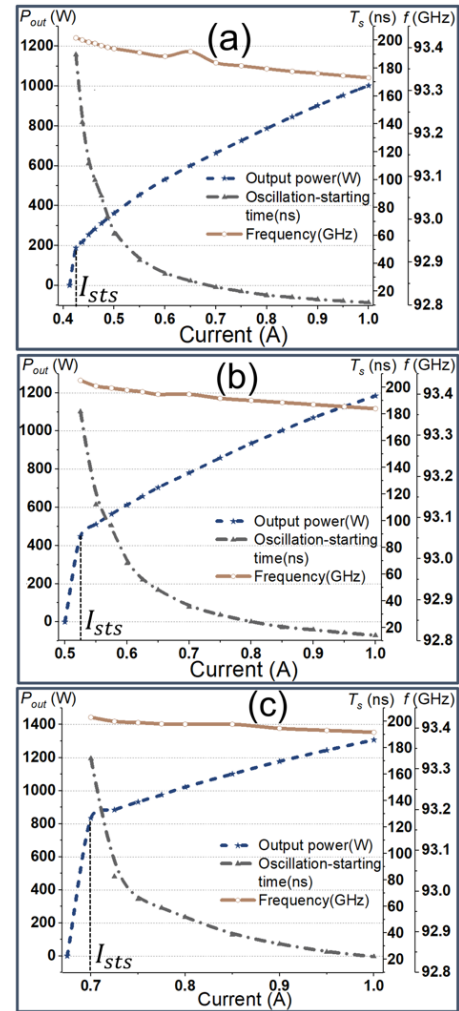 P_out (W) T_s (ns) f (GHz)
(a)
1200
1000
800
600
400
200
0
200
180
160
140
120
100
80
60
40
20
93.4
93.3
93.2
93.1
93.0
92.9
92.8
Output power(W)
Oscillation-starting
time(ns)
Frequency(GHz)
I_sts
0.4 0.5 0.6 0.7 0.8 0.9 1.0
Current (A)
P_out (W) T_s (ns) f (GHz)
(b)
1200
1000
800
600
400
200
0
200
180
160
140
120
100
80
60
40
20
93.4
93.3
93.2
93.1
93.0
92.9
92.8
Output power(W)
Oscillation-starting
time(ns)
Frequency(GHz)
I_sts
0.5 0.6 0.7 0.8 0.9 1.0
Current (A)
P_out (W) T_s (ns) f (GHz)
(c)
1400
1200
1000
800
600
400
200
0
200
180
160
140
120
100
80
60
40
20
93.4
93.3
93.2
93.1
93.0
92.9
92.8
Output power(W)
Oscillation-starting
time(ns)
Frequency(GHz)
I_sts
0.7 0.8 0.9 1.0
Current (A)